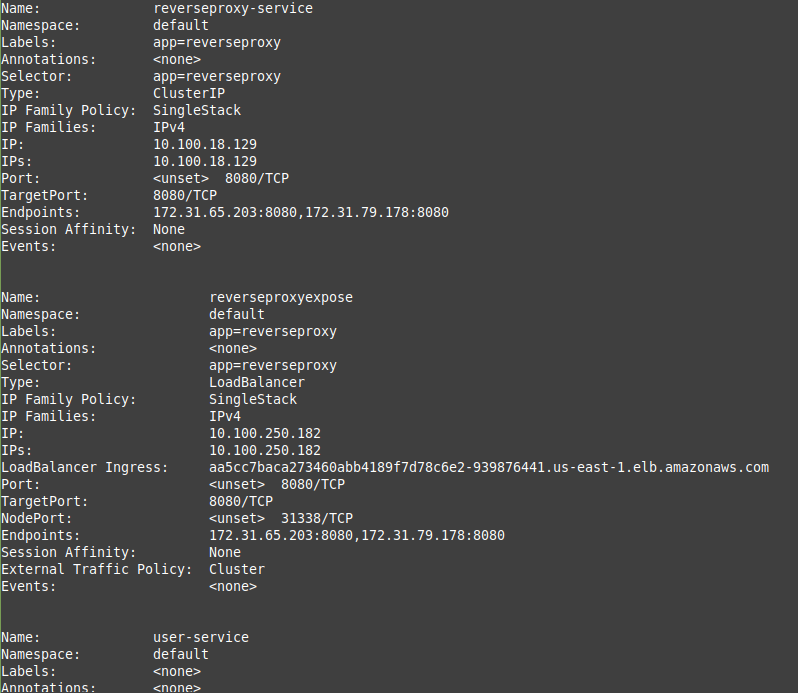 Name:              reverseproxy-service
Namespace:         default
Labels:            app=reverseproxy
Annotations:       <none>
Selector:          app=reverseproxy
Type:              ClusterIP
IP Family Policy:  SingleStack
IP Families:       IPv4
IP:                10.100.18.129
IPs:               10.100.18.129
Port:              <unset>  8080/TCP
TargetPort:        8080/TCP
Endpoints:         172.31.65.203:8080,172.31.79.178:8080
Session Affinity:  None
Events:            <none>
Name:                     reverseproxyexpose
Namespace:                default
Labels:                   app=reverseproxy
Annotations:              <none>
Selector:                 app=reverseproxy
Type:                     LoadBalancer
IP Family Policy:         SingleStack
IP Families:              IPv4
IP:                       10.100.250.182
IPs:                      10.100.250.182
LoadBalancer Ingress:     aa5cc7baca273460abb4189f7d78c6e2-939876441.us-east-1.elb.amazonaws.com
Port:                     <unset>  8080/TCP
TargetPort:               8080/TCP
NodePort:                 <unset>  31338/TCP
Endpoints:                172.31.65.203:8080,172.31.79.178:8080
Session Affinity:         None
External Traffic Policy:  Cluster
Events:                   <none>
Name:              user-service
Namespace:         default
Labels:            <none>
Annotations:       <none>